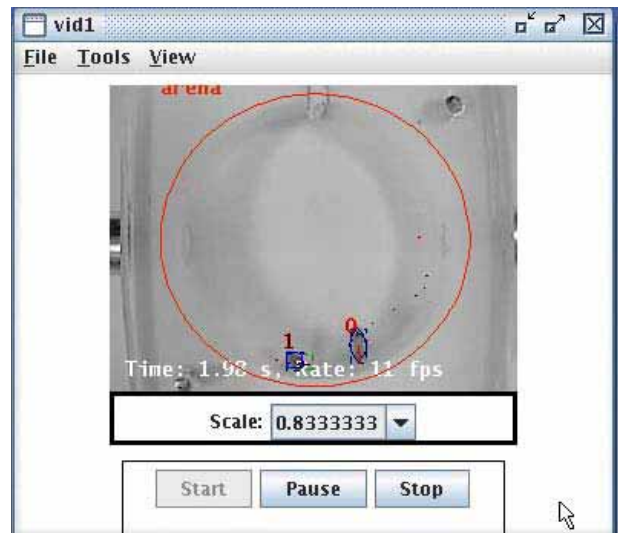 vid1
File Tools View
arena
0
1
Time: 1.98 s, Rate: 11 fps
Scale: 0.8333333
Start Pause Stop